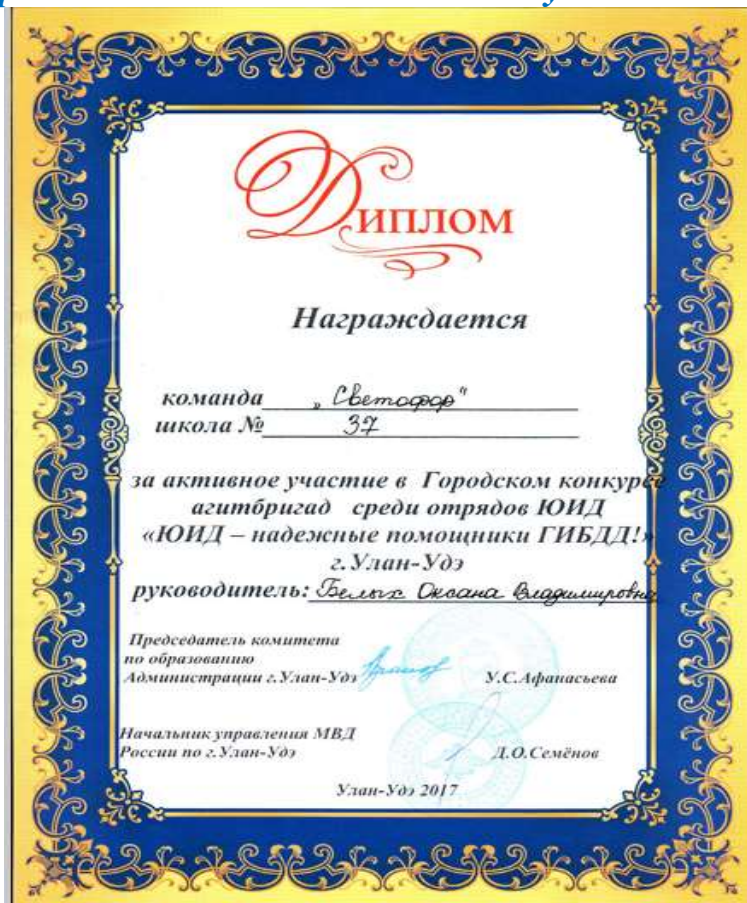 Диплом
Награждается
команда „Светофор"
школа № 37
за активное участие в Городском конкурсе
агитбригад среди отрядов ЮИД
«ЮИД – надежные помощники ГИБДД!»
г.Улан-Удэ
руководитель: Белых Оксана Владимировна
Председатель комитета
по образованию
Администрации г.Улан-Удэ У.С.Афанасьева
Начальник управления МВД
России по г.Улан-Удэ Д.О.Семёнов
Улан-Удэ 2017